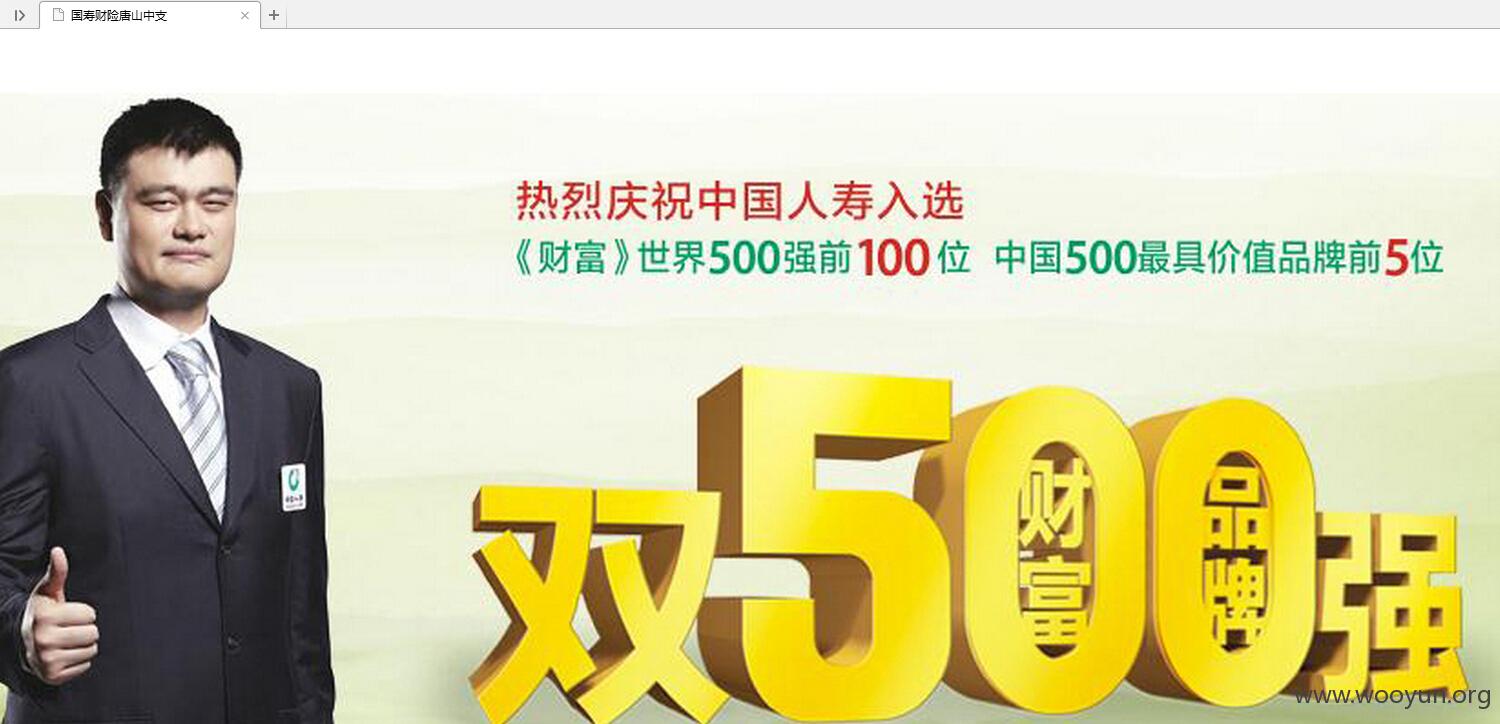 国寿财险唐山中支
热烈庆祝中国人寿入选
《财富》世界500强前100位 中国500最具价值品牌前5位
双500强
财富
品牌
www.wooyun.org